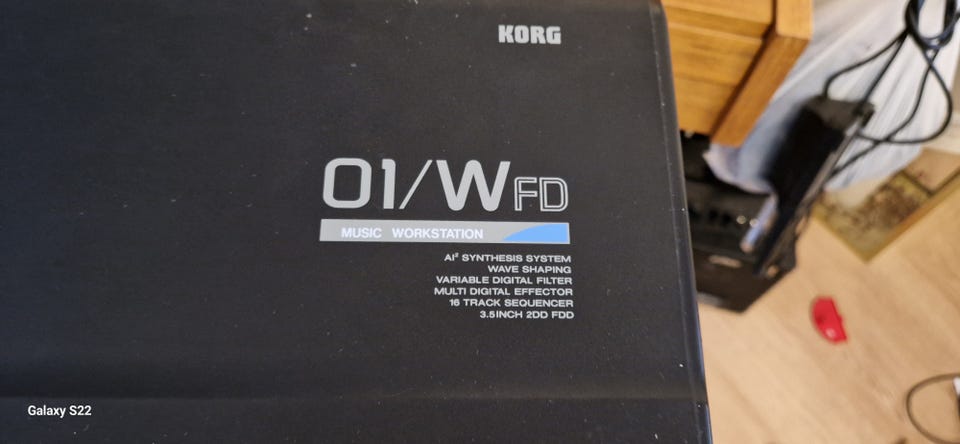 KORG
01/W FD
MUSIC WORKSTATION
AI² SYNTHESIS SYSTEM
WAVE SHAPING
VARIABLE DIGITAL FILTER
MULTI DIGITAL EFFECTOR
16 TRACK SEQUENCER
3.5INCH 2DD FDD
Galaxy S22